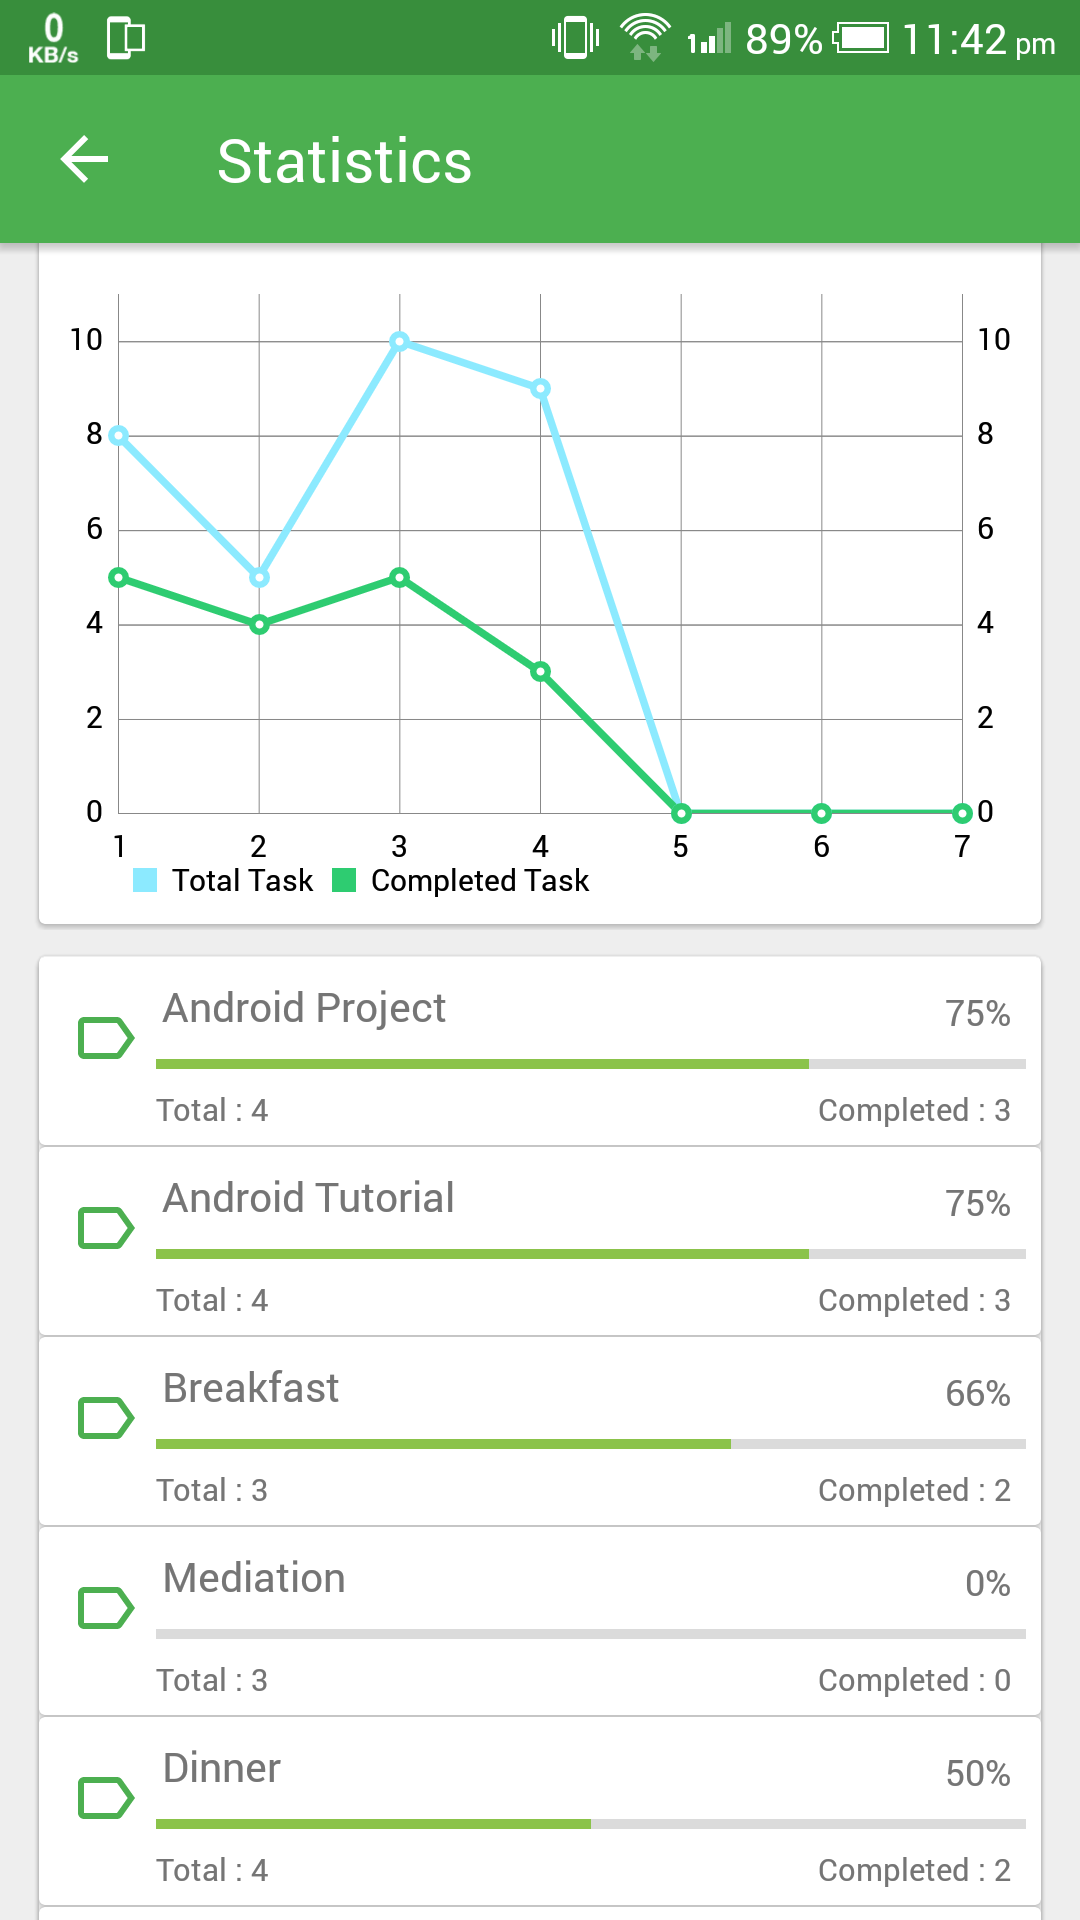 0
KB/s
1 89% 11:42 pm
Statistics
10 10
8 8
6 6
4 4
2 2
0 0
1 2 3 4 5 6 7
Total Task Completed Task
Android Project 75%
Total : 4 Completed : 3
Android Tutorial 75%
Total : 4 Completed : 3
Breakfast 66%
Total : 3 Completed : 2
Mediation 0%
Total : 3 Completed : 0
Dinner 50%
Total : 4 Completed : 2